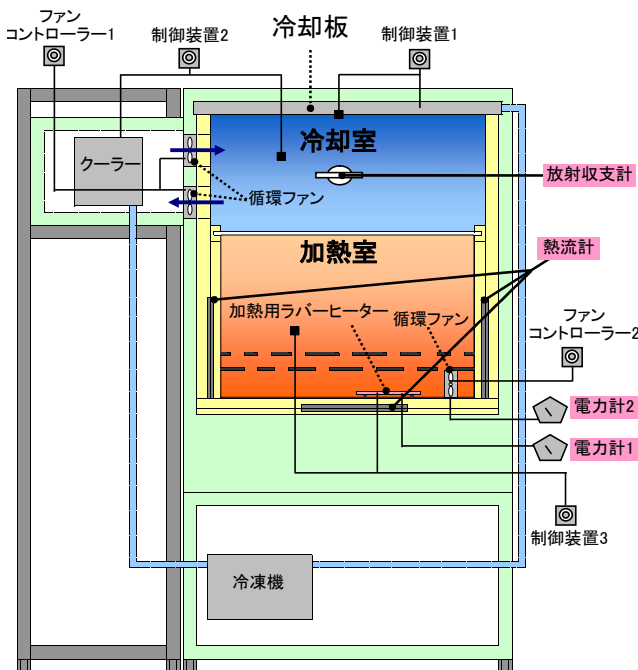 ファン
コントローラー1
制御装置2
冷却板
制御装置1
冷却室
クーラー
放射収支計
循環ファン
加熱室
熱流計
加熱用ラバーヒーター
循環ファン
ファン
コントローラー2
電力計2
電力計1
制御装置3
冷凍機